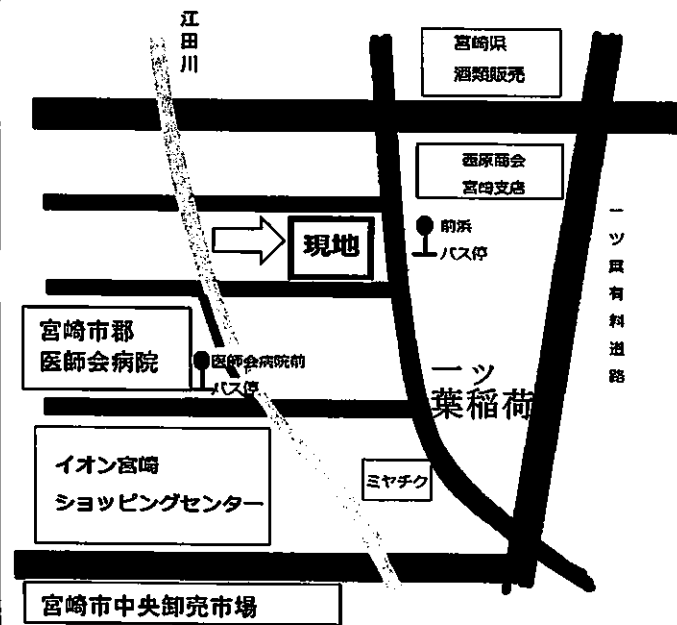 江田川
宮崎県
酒類販売
西原商会
宮崎支店
前浜
バス停
現地
一ツ葉有料道路
宮崎市郡
医師会病院
医師会病院前
バス停
一ッ
葉稲荷
イオン宮崎
ショッピングセンター
ミヤチク
宮崎市中央卸売市場